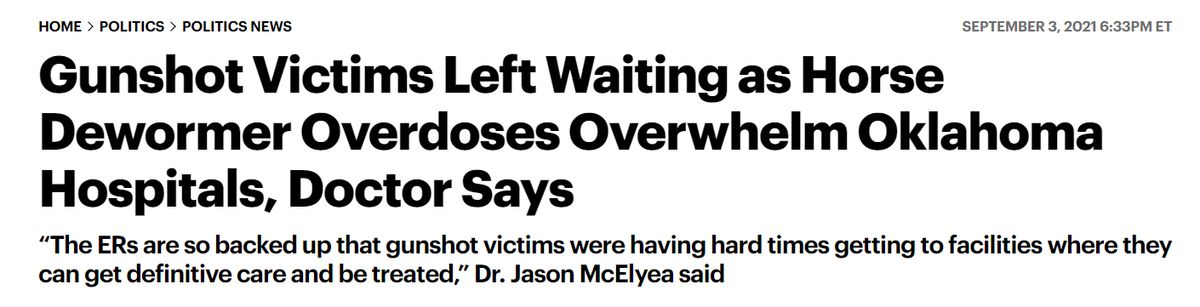 HOME > POLITICS > POLITICS NEWS
SEPTEMBER 3, 2021 6:33PM ET
Gunshot Victims Left Waiting as Horse
Dewormer Overdoses Overwhelm Oklahoma
Hospitals, Doctor Says
“The ERs are so backed up that gunshot victims were having hard times getting to facilities where they
can get definitive care and be treated,” Dr. Jason McElyea said